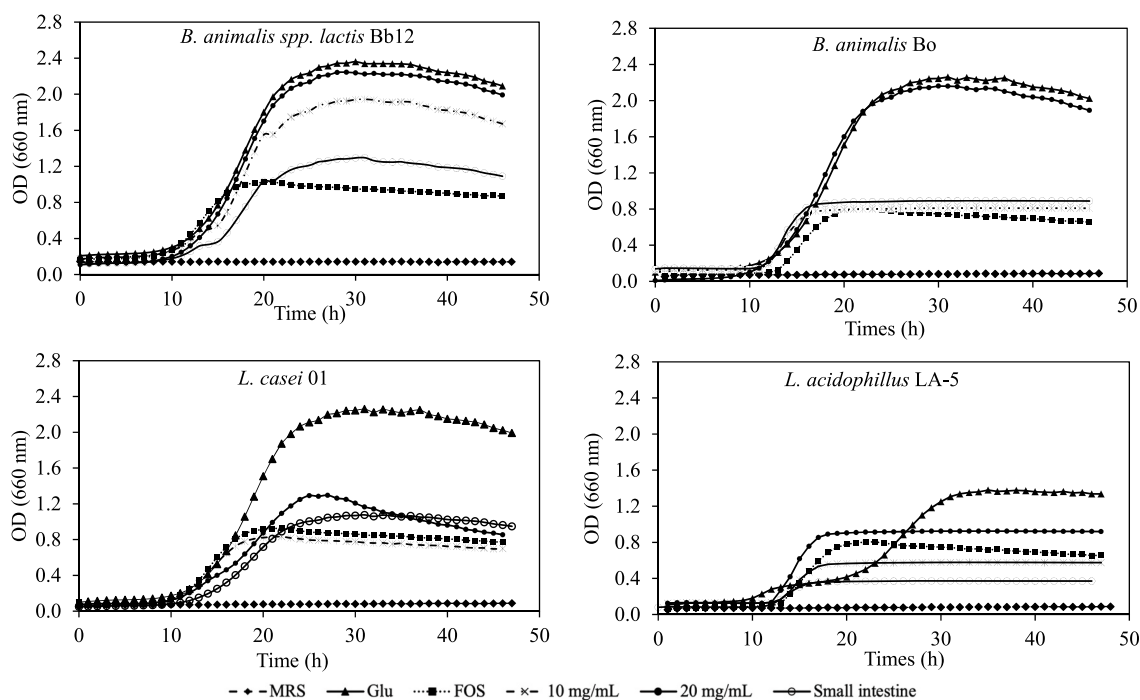 B. animalis spp. lactis Bb12
OD (660 nm)
2.8
2.4
2.0
1.6
1.2
0.8
0.4
0.0
0 10 20 30 40 50
Time (h)
B. animalis Bo
OD (660 nm)
2.8
2.4
2.0
1.6
1.2
0.8
0.4
0.0
0 10 20 30 40 50
Times (h)
L. casei 01
OD (660 nm)
2.8
2.4
2.0
1.6
1.2
0.8
0.4
0.0
0 10 20 30 40 50
Time (h)
L. acidophillus LA-5
OD (660 nm)
2.8
2.4
2.0
1.6
1.2
0.8
0.4
0.0
0 10 20 30 40 50
Times (h)
MRS Glu FOS 10 mg/mL 20 mg/mL Small intestine